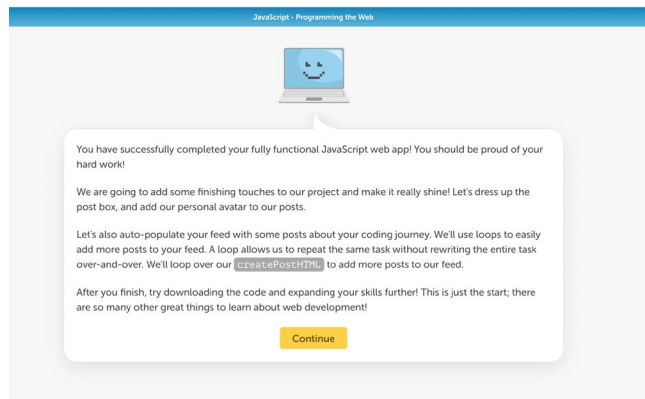 JavaScript - Programming the Web
You have successfully completed your fully functional JavaScript web app! You should be proud of your
hard work!
We are going to add some finishing touches to our project and make it really shine! Let's dress up the
post box, and add our personal avatar to our posts.
Let's also auto-populate your feed with some posts about your coding journey. We'll use loops to easily
add more posts to your feed. A loop allows us to repeat the same task without rewriting the entire task
over-and-over. We'll loop over our createPostHTML to add more posts to our feed.
After you finish, try downloading the code and expanding your skills further! This is just the start; there
are so many other great things to learn about web development!
Continue